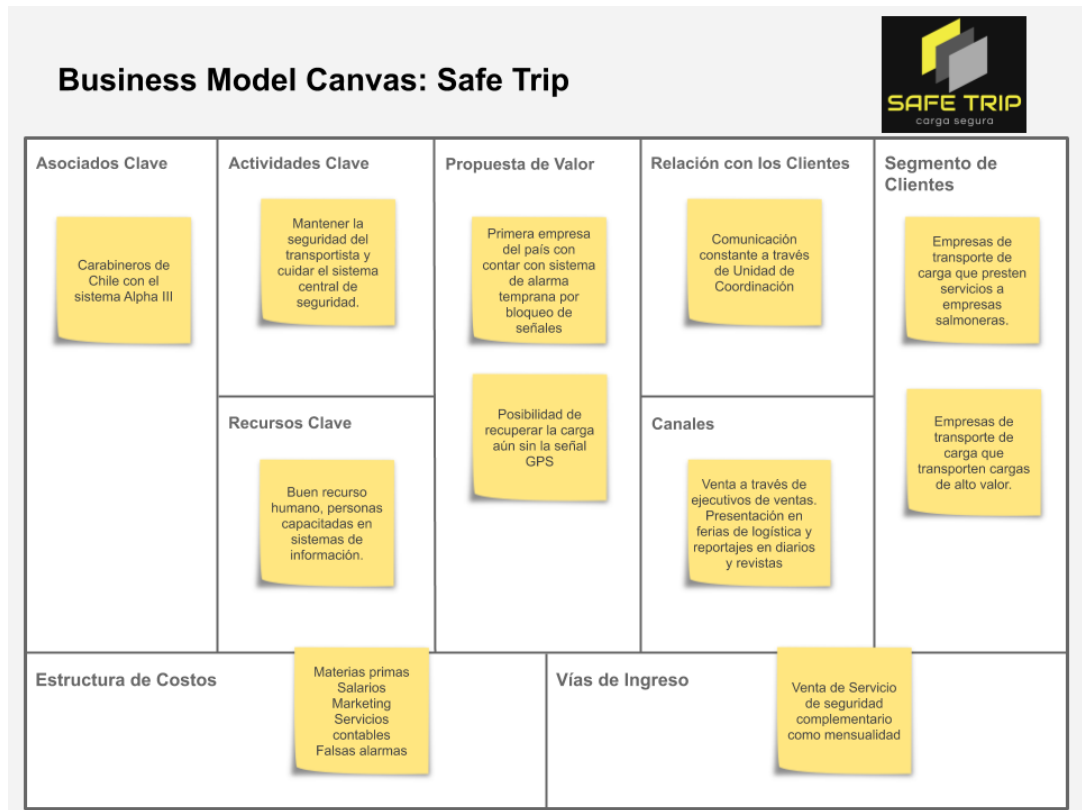 Business Model Canvas: Safe Trip
SAFE TRIP
carga segura
Asociados Clave
Carabineros de
Chile con el
sistema Alpha III
Actividades Clave
Mantener la
seguridad del
transportista y
cuidar el sistema
central de
seguridad.
Recursos Clave
Buen recurso
humano, personas
capacitadas en
sistemas de
información.
Propuesta de Valor
Primera empresa
del país con
contar con sistema
de alarma
temprana por
bloqueo de
señales
Posibilidad de
recuperar la carga
aún sin la señal
GPS
Relación con los Clientes
Comunicación
constante a través
de Unidad de
Coordinación
Canales
Venta a través de
ejecutivos de ventas.
Presentación en
ferias de logística y
reportajes en diarios
y revistas
Segmento de
Clientes
Empresas de
transporte de
carga que presten
servicios a
empresas
salmoneras.
Empresas de
transporte de
carga que
transporten cargas
de alto valor.
Estructura de Costos
Materias primas
Salarios
Marketing
Servicios
contables
Falsas alarmas
Vías de Ingreso
Venta de Servicio
de seguridad
complementario
como mensualidad